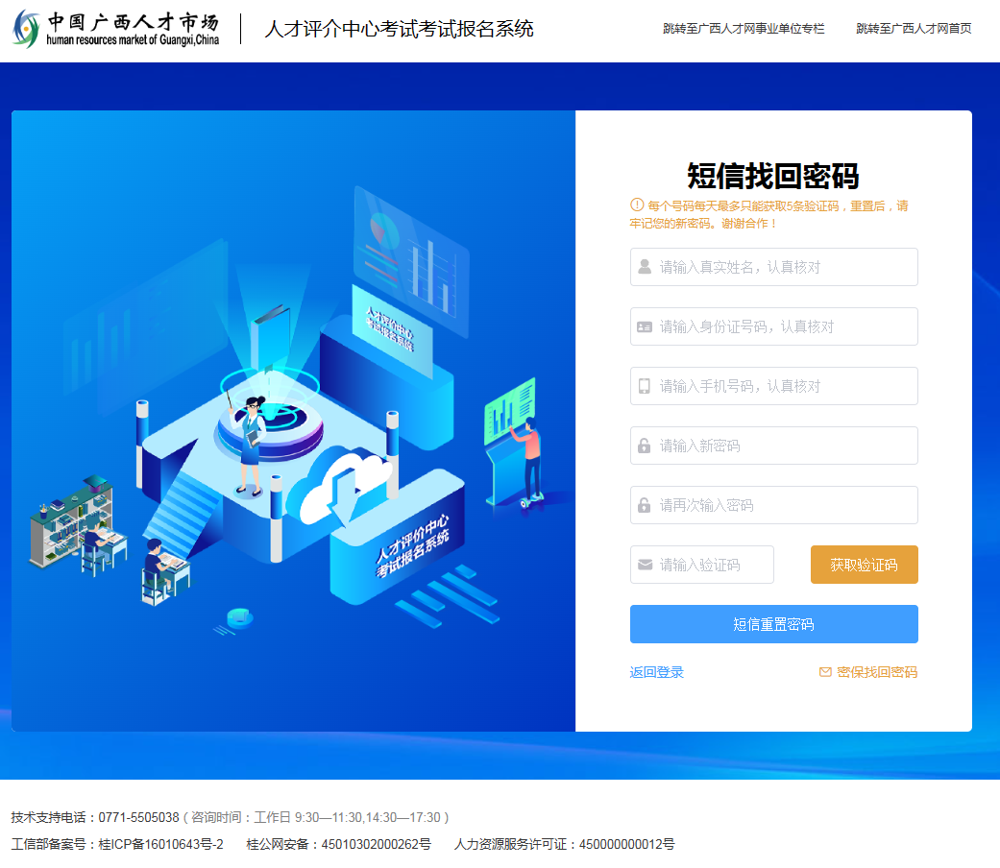 中国广西人才市场
human resources market of Guangxi,China
人才评介中心考试考试报名系统
跳转至广西人才网事业单位专栏
跳转至广西人才网首页
人才评价中心
考试报名系统
人才评价中心
考试报名系统
短信找回密码
每个号码每天最多只能获取5条验证码，重置后，请
牢记您的新密码。谢谢合作！
请输入真实姓名，认真核对
请输入身份证号码，认真核对
请输入手机号码，认真核对
请输入新密码
请再次输入密码
请输入验证码
获取验证码
短信重置密码
返回登录
密保找回密码
技术支持电话：0771-5505038 ( 咨询时间：工作日 9:30—11:30,14:30—17:30 )
工信部备案号：桂ICP备16010643号-2 桂公网安备：45010302000262号 人力资源服务许可证：450000000012号